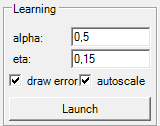 Learning
alpha: 0,5
eta: 0,15
draw error autoscale
Launch